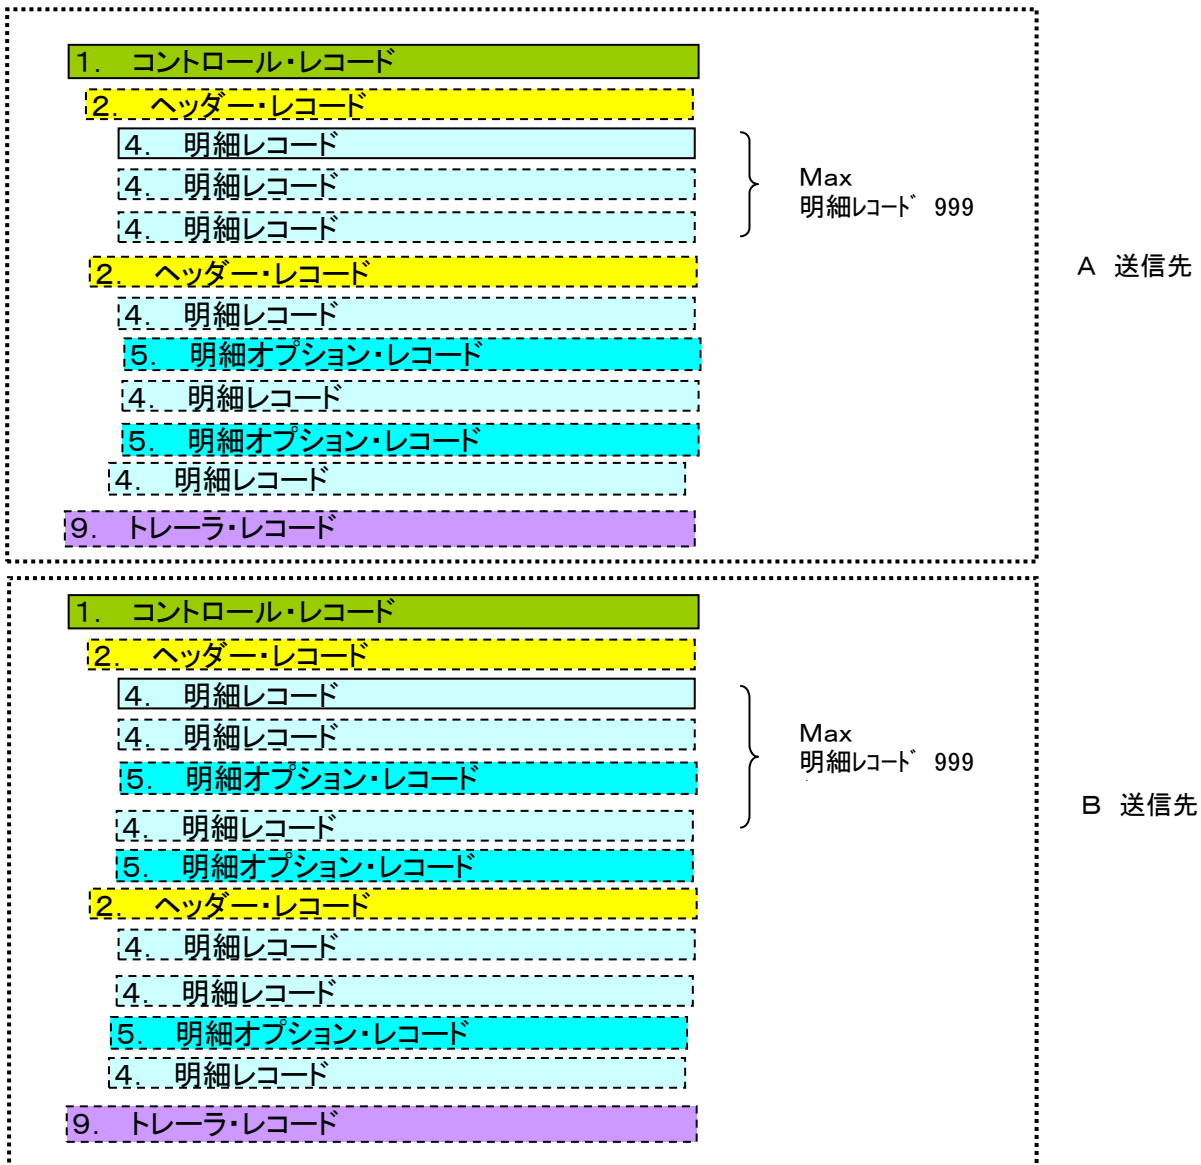 １．　コントロール・レコード
２．　ヘッダー・レコード
４．　明細レコード
４．　明細レコード
４．　明細レコード
Ｍａｘ
明細ﾚｺｰﾄﾞ 999
２．　ヘッダー・レコード
４．　明細レコード
５．　明細オプション・レコード
４．　明細レコード
５．　明細オプション・レコード
４．　明細レコード
９．　トレーラ・レコード
Ａ　送信先
１．　コントロール・レコード
２．　ヘッダー・レコード
４．　明細レコード
４．　明細レコード
５．　明細オプション・レコード
４．　明細レコード
Ｍａｘ
明細ﾚｺｰﾄﾞ 999
５．　明細オプション・レコード
２．　ヘッダー・レコード
４．　明細レコード
４．　明細レコード
５．　明細オプション・レコード
４．　明細レコード
９．　トレーラ・レコード
Ｂ　送信先